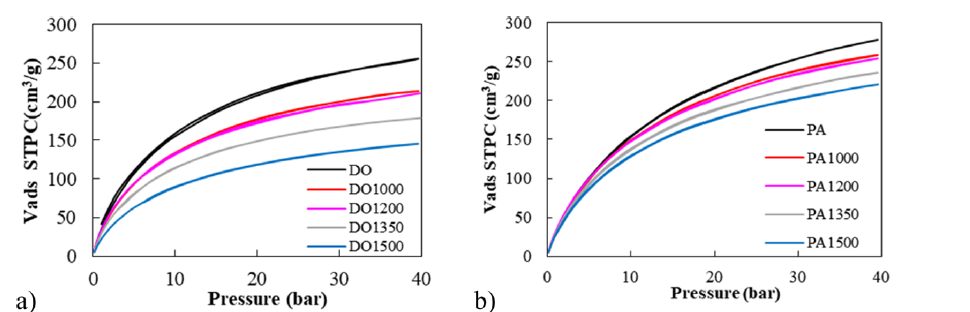 300
250
200
150
100
50
0
Vads STPC(cm³/g)
DO
DO1000
DO1200
DO1350
DO1500
0 10 20 30 40
Pressure (bar)
a)
300
250
200
150
100
50
0
Vads STPC (cm³/g)
PA
PA1000
PA1200
PA1350
PA1500
0 10 20 30 40
Pressure (bar)
b)